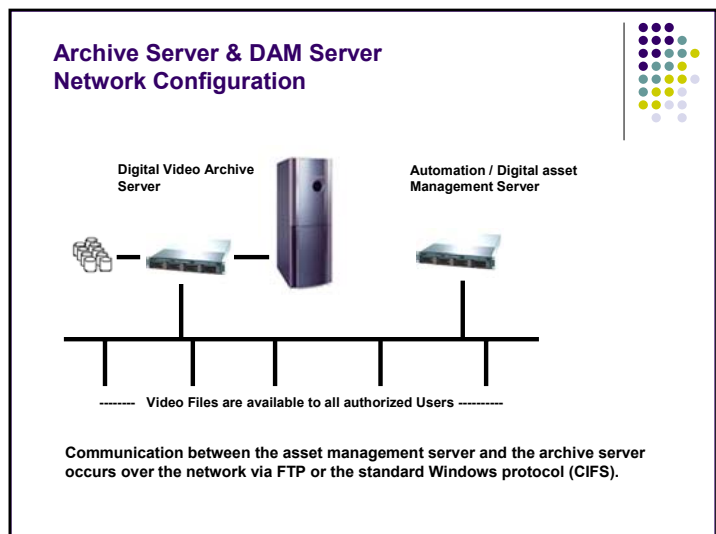 Archive Server & DAM Server
Network Configuration
Digital Video Archive
Server
Automation / Digital asset
Management Server
-------- Video Files are available to all authorized Users ----------
Communication between the asset management server and the archive server
occurs over the network via FTP or the standard Windows protocol (CIFS).